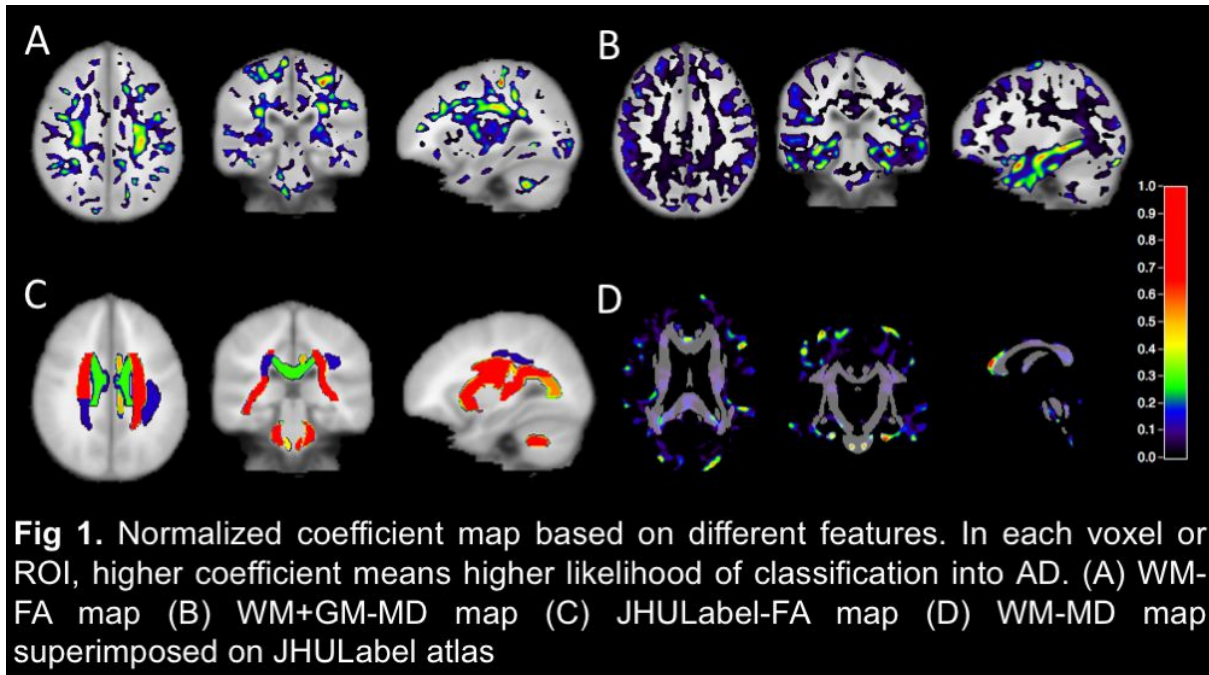 A
B
1.0
0.9
0.8
0.7
0.6
0.5
0.4
0.3
0.2
0.1
0.0
C
D
Fig 1. Normalized coefficient map based on different features. In each voxel or
ROI, higher coefficient means higher likelihood of classification into AD. (A) WM-
FA map (B) WM+GM-MD map (C) JHULabel-FA map (D) WM-MD map
superimposed on JHULabel atlas